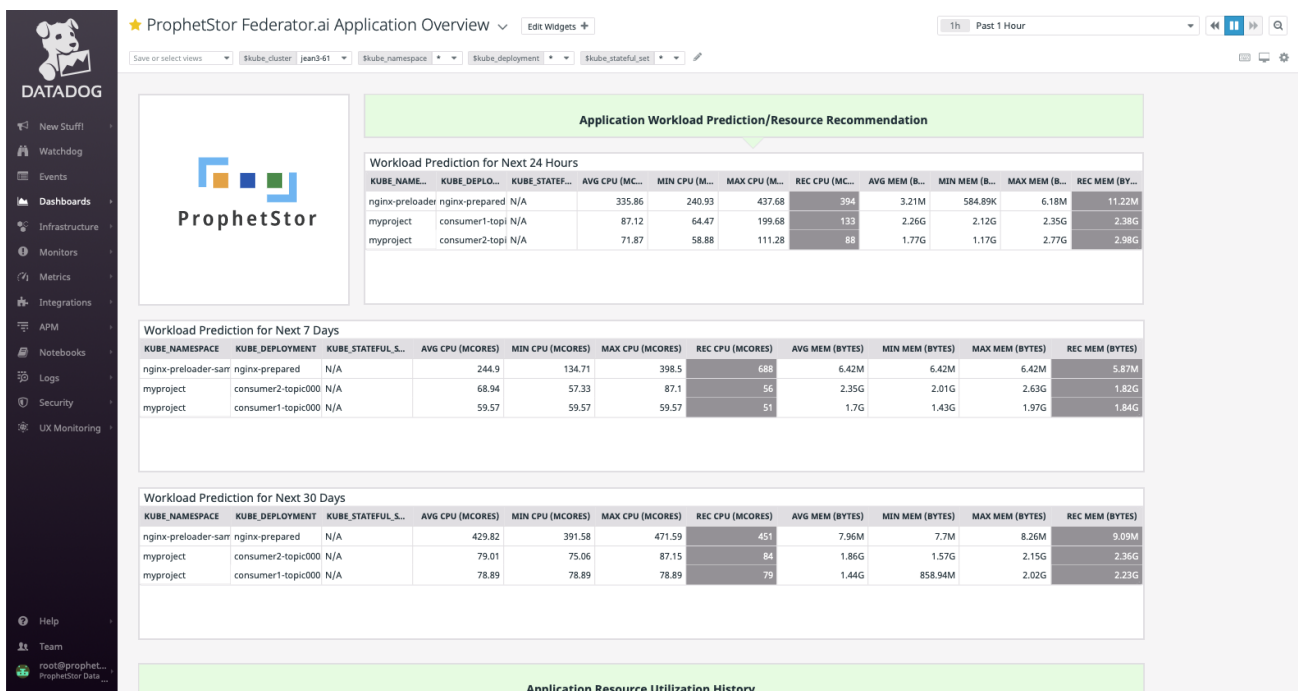 ProphetStor Federator.ai Application Overview
Edit Widgets +
1h Past 1 Hour
DATADOG
Save or select views
$kube_cluster jean3-61
$kube_namespace *
$kube_deployment *
$kube_stateful_set *
New Stuff!
Watchdog
Events
Dashboards
Infrastructure
Monitors
Metrics
Integrations
APM
Notebooks
Logs
Security
UX Monitoring
Help
Team
root@prophet...
ProphetStor Data ...
ProphetStor
Application Workload Prediction/Resource Recommendation
Workload Prediction for Next 24 Hours
KUBE_NAME... KUBE_DEPLO... KUBE_STATEF... AVG CPU (MC... MIN CPU (M... MAX CPU (M... REC CPU (MC... AVG MEM (B... MIN MEM (B... MAX MEM (B... REC MEM (BY...
nginx-preloader nginx-prepared N/A 335.86 240.93 437.68 394 3.21M 584.89K 6.18M 11.22M
myproject consumer1-topi N/A 87.12 64.47 199.68 133 2.26G 2.12G 2.35G 2.38G
myproject consumer2-topi N/A 71.87 58.88 111.28 88 1.77G 1.17G 2.77G 2.98G
Workload Prediction for Next 7 Days
KUBE_NAMESPACE KUBE_DEPLOYMENT KUBE_STATEFUL_S... AVG CPU (MCORES) MIN CPU (MCORES) MAX CPU (MCORES) REC CPU (MCORES) AVG MEM (BYTES) MIN MEM (BYTES) MAX MEM (BYTES) REC MEM (BYTES)
nginx-preloader-sam nginx-prepared N/A 244.9 134.71 398.5 688 6.42M 6.42M 6.42M 5.87M
myproject consumer2-topic000 N/A 68.94 57.33 87.1 56 2.35G 2.01G 2.63G 1.82G
myproject consumer1-topic000 N/A 59.57 59.57 59.57 51 1.7G 1.43G 1.97G 1.84G
Workload Prediction for Next 30 Days
KUBE_NAMESPACE KUBE_DEPLOYMENT KUBE_STATEFUL_S... AVG CPU (MCORES) MIN CPU (MCORES) MAX CPU (MCORES) REC CPU (MCORES) AVG MEM (BYTES) MIN MEM (BYTES) MAX MEM (BYTES) REC MEM (BYTES)
nginx-preloader-sam nginx-prepared N/A 429.82 391.58 471.59 451 7.96M 7.7M 8.26M 9.09M
myproject consumer2-topic000 N/A 79.01 75.06 87.15 84 1.86G 1.57G 2.15G 2.36G
myproject consumer1-topic000 N/A 78.89 78.89 78.89 79 1.44G 858.94M 2.02G 2.23G
Application Resource Utilization History